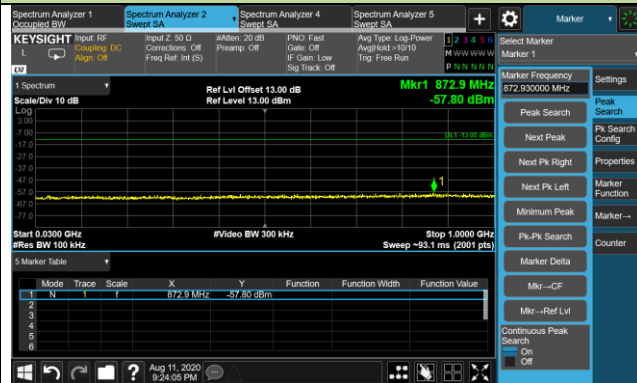 Spectrum Analyzer 1
Occupied BW
Spectrum Analyzer 2
Swept SA
Spectrum Analyzer 4
Swept SA
Spectrum Analyzer 5
Swept SA
+
Marker
KEYSIGHT
L
Input: RF
Coupling: DC
Align: Off
Input Z: 50 Ω
Corrections: Off
Freq Ref: Int (S)
#Atten: 20 dB
Preamp: Off
PNO: Fast
Gate: Off
IF Gain: Low
Sig Track: Off
Avg Type: Log-Power
Avg|Hold:>10/10
Trig: Free Run
1 2 3 4 5 6
M W W W W W
P N N N N N
Select Marker
Marker 1
LXI
1 Spectrum
Scale/Div 10 dB
Log
Ref Lvl Offset 13.00 dB
Ref Level 13.00 dBm
Mkr1 872.9 MHz
-57.80 dBm
3.00
-7.00
-17.0
-27.0
-37.0
-47.0
-57.0
-67.0
-77.0
DL1 -13.00 dBm
1
Start 0.0300 GHz
#Res BW 100 kHz
#Video BW 300 kHz
Stop 1.0000 GHz
Sweep ~93.1 ms (2001 pts)
5 Marker Table
Mode Trace Scale X Y Function Function Width Function Value
1 N 1 f 872.9 MHz -57.80 dBm
2
3
4
5
6
Marker Frequency
872.930000 MHz
Peak Search
Next Peak
Next Pk Right
Next Pk Left
Minimum Peak
Pk-Pk Search
Marker Delta
Mkr→CF
Mkr→Ref Lvl
Continuous Peak
Search
On
Off
Settings
Peak
Search
Pk Search
Config
Properties
Marker
Function
Marker→
Counter
?
Aug 11, 2020
9:24:05 PM